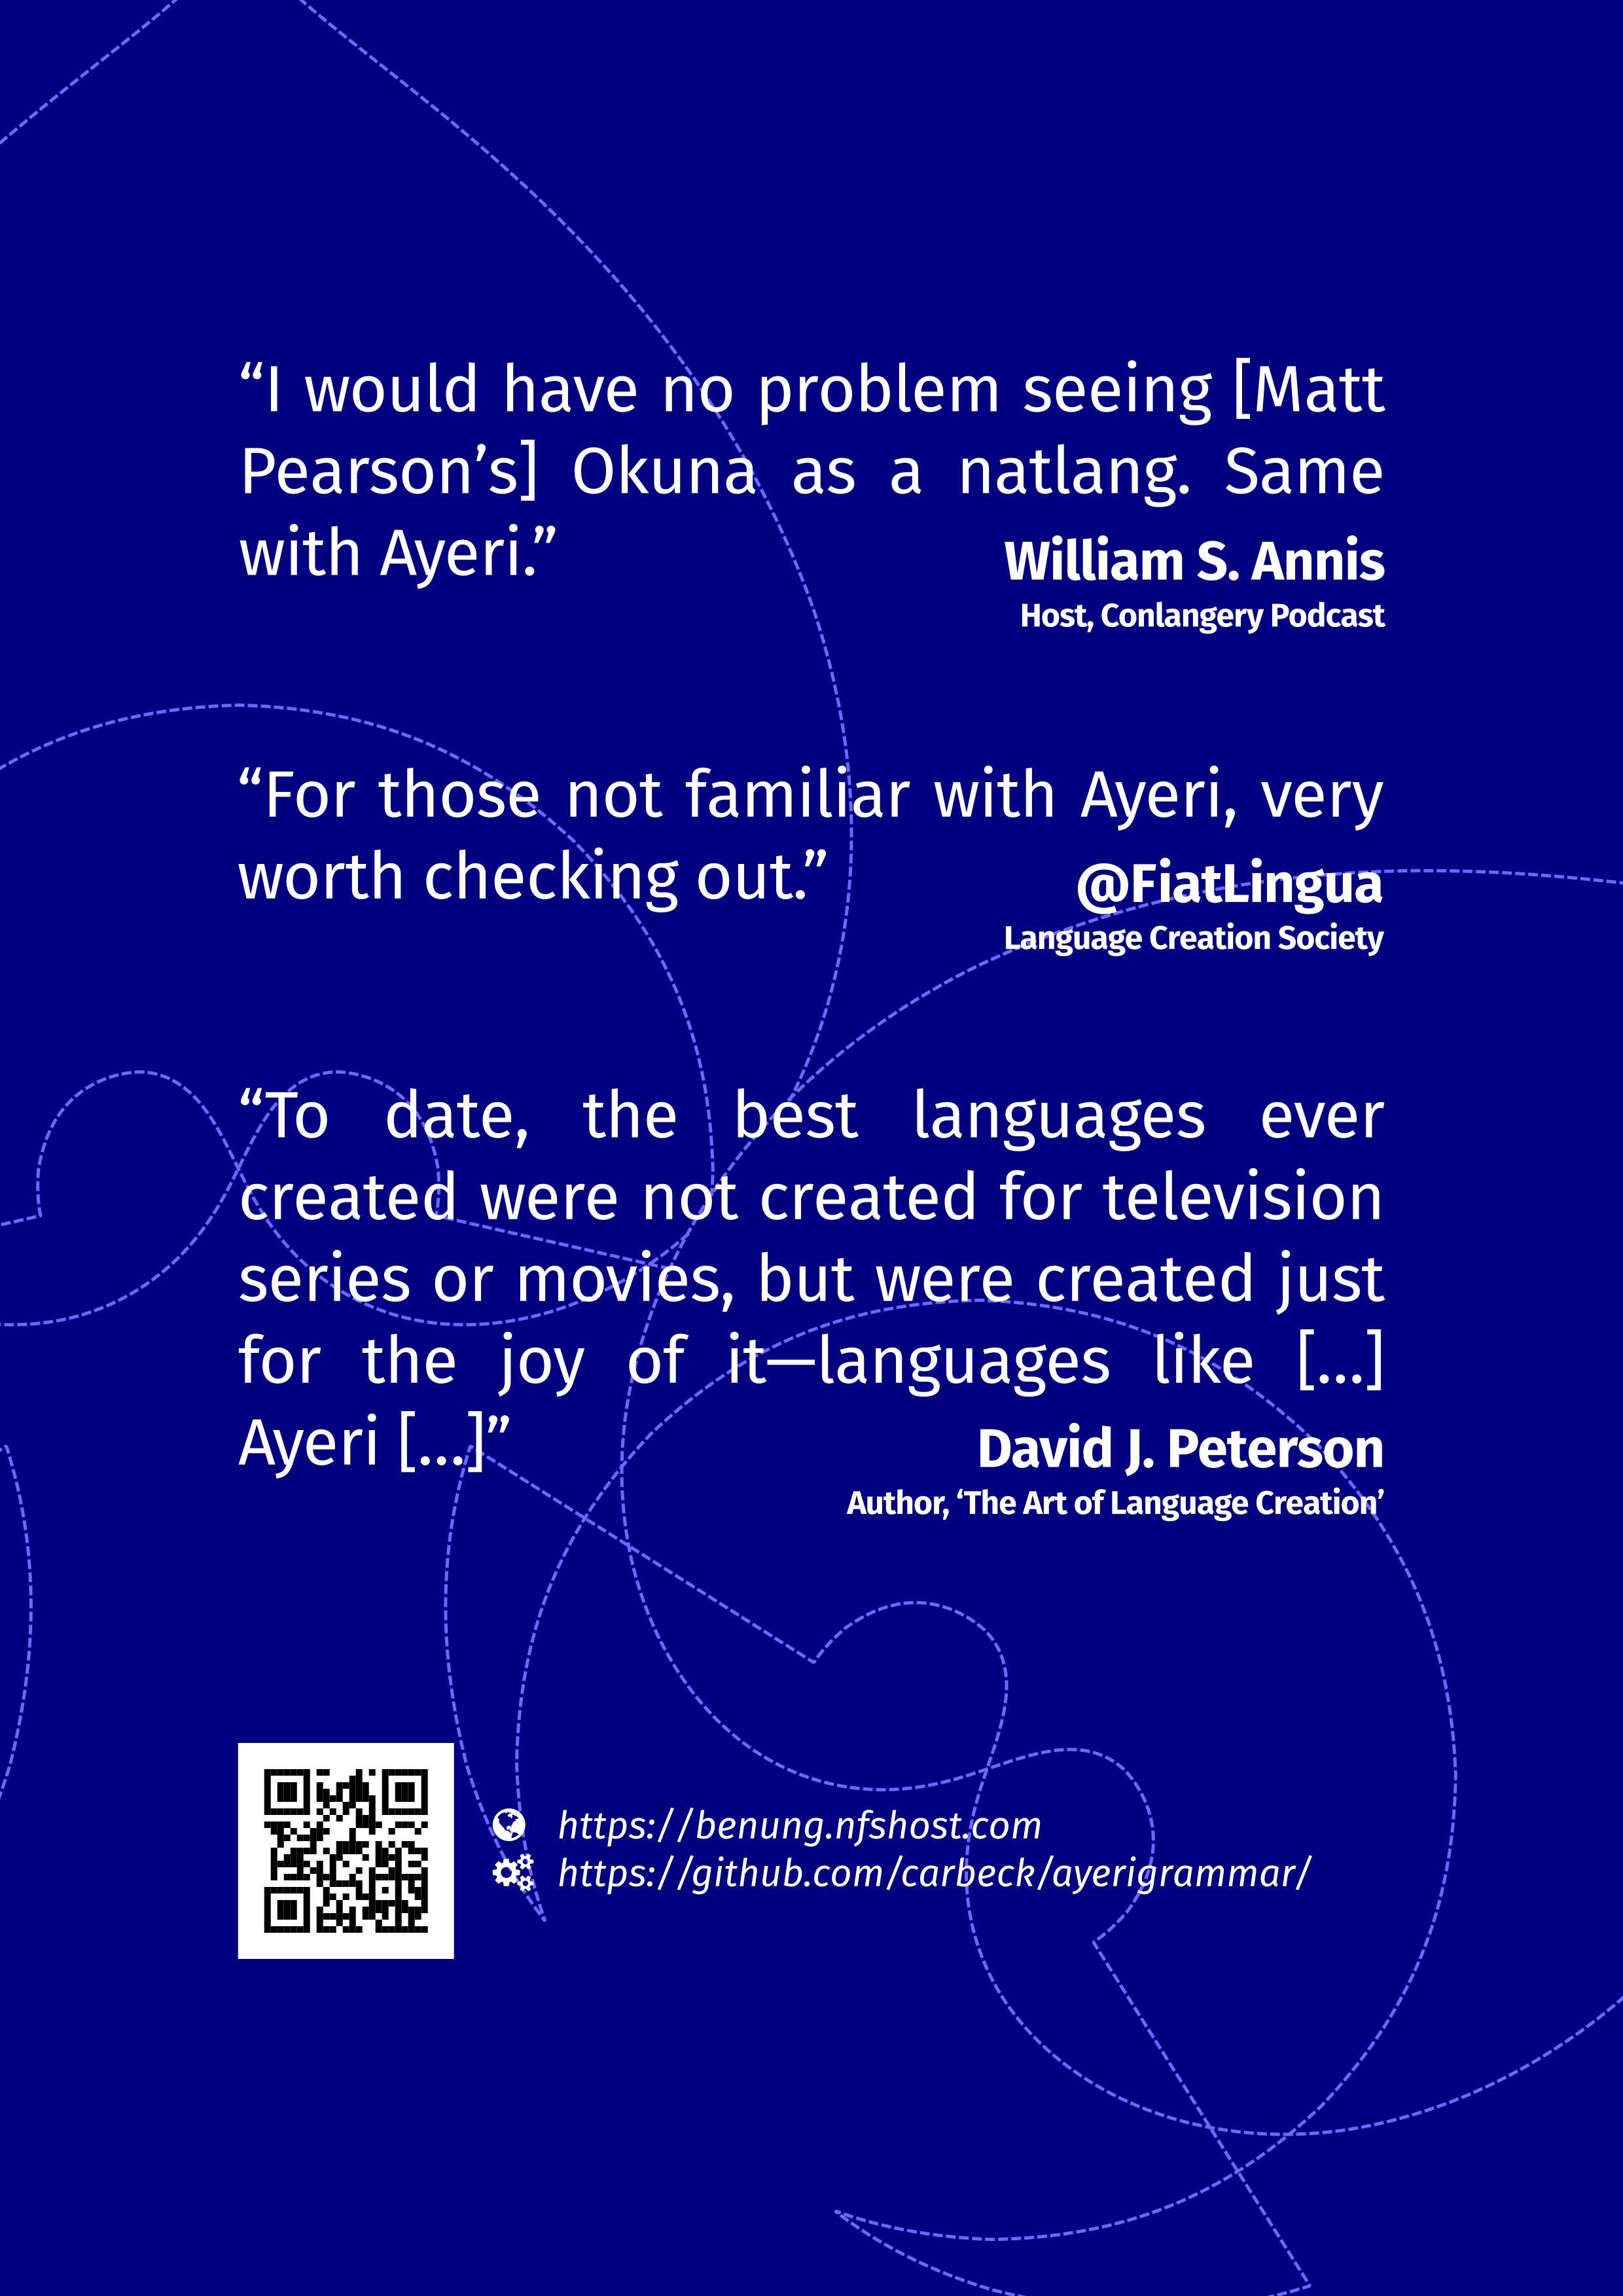 “I would have no problem seeing [Matt
Pearson’s] Okuna as a natlang. Same
with Ayeri.”
William S. Annis
Host, Conlangery Podcast
“For those not familiar with Ayeri, very
worth checking out.”
@FiatLingua
Language Creation Society
“To date, the best languages ever
created were not created for television
series or movies, but were created just
for the joy of it—languages like […]
Ayeri […]”
David J. Peterson
Author, ‘The Art of Language Creation’
https://benung.nfshost.com
https://github.com/carbeck/ayerigrammar/